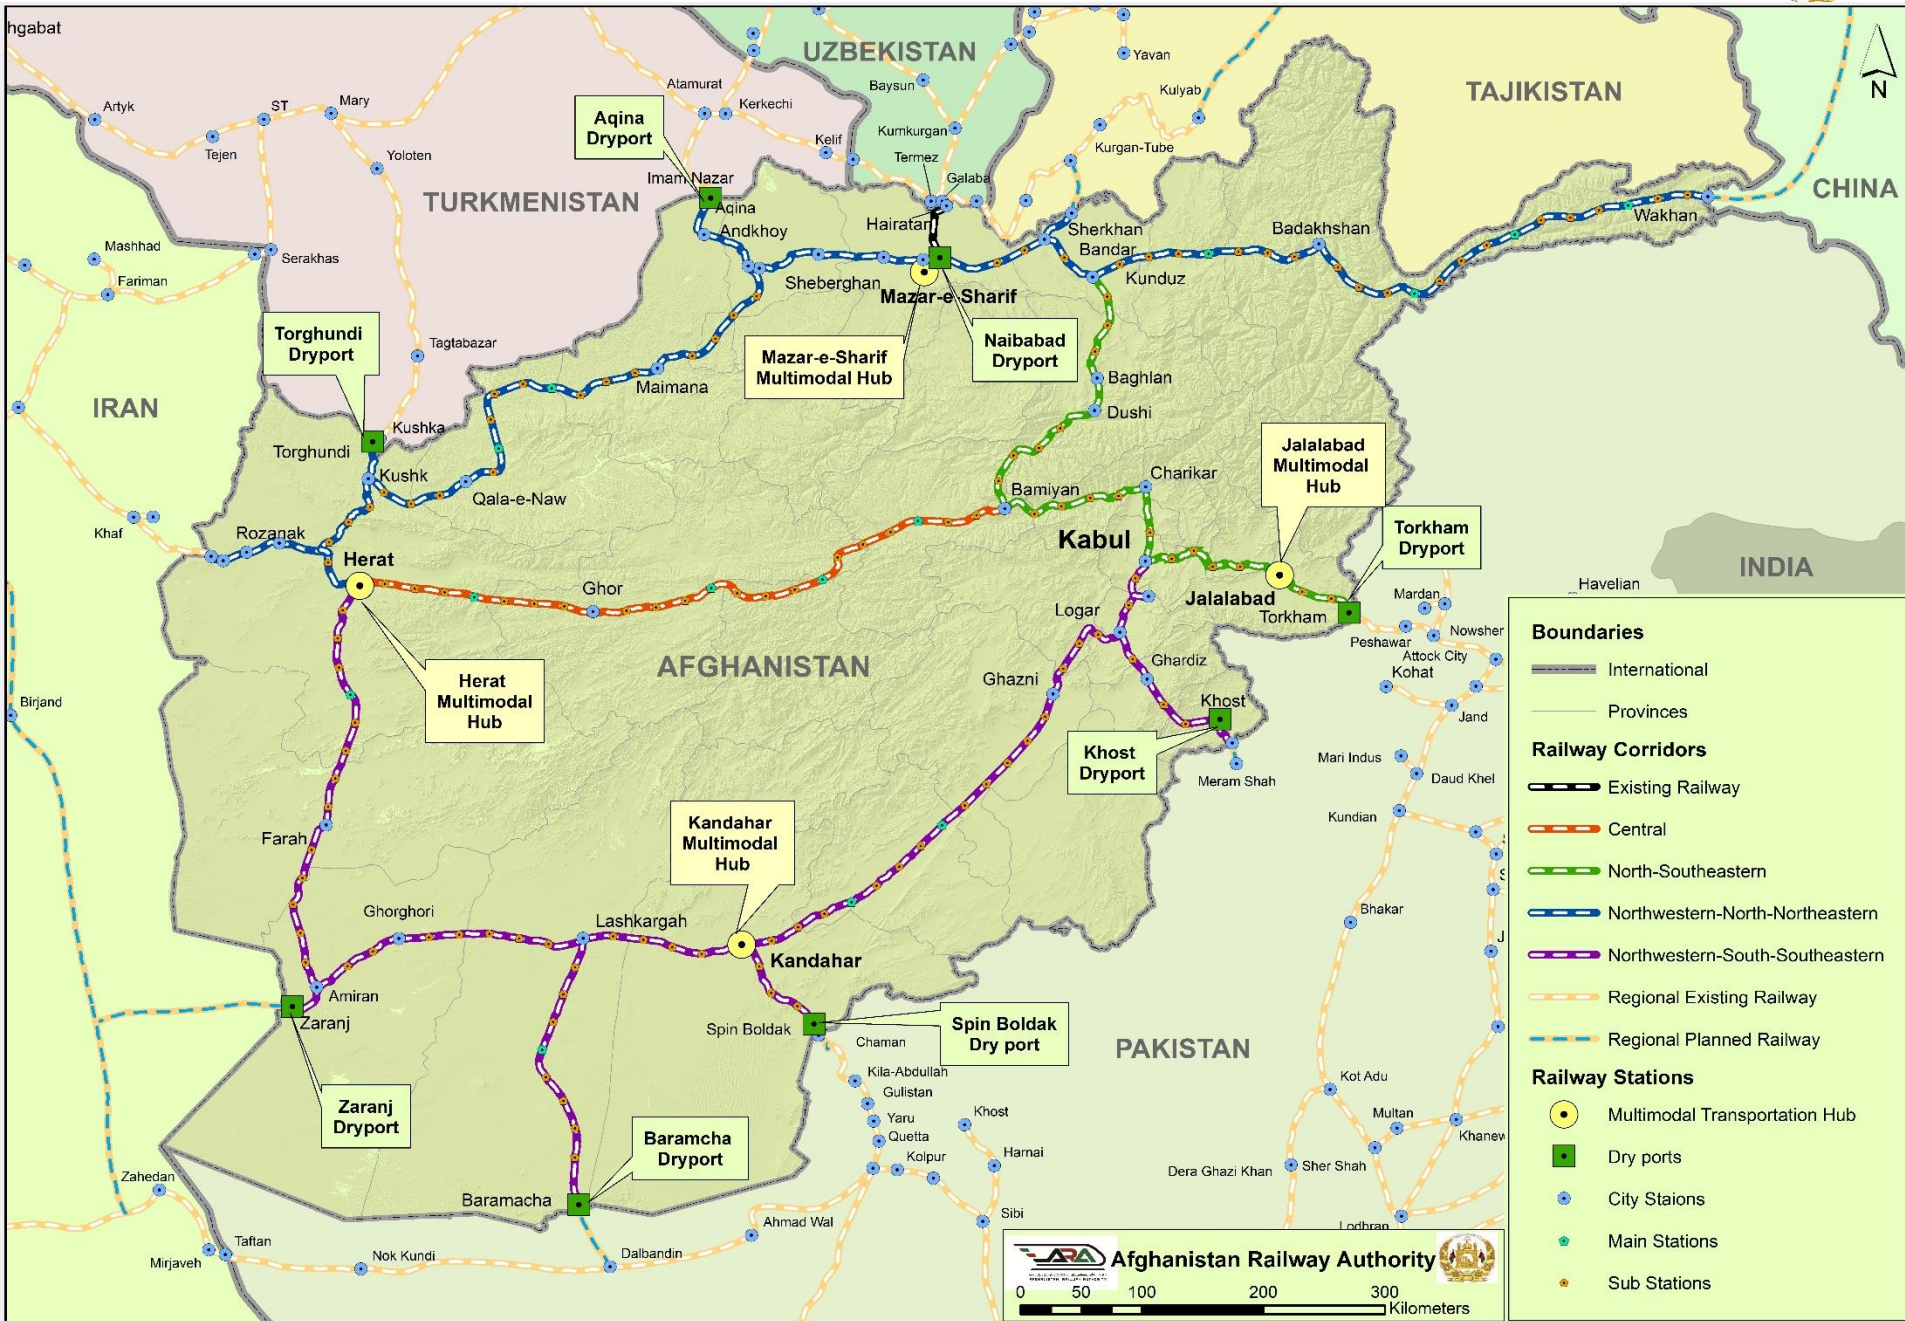 hgabat
UZBEKISTAN
TAJIKISTAN
N
Yavan
Baysun
Kulyab
Artyk
ST
Mary
Atamurat
Kerkechi
Aqina
Dryport
Kumkurgan
Tejen
Yoloten
Kelif
Kurgan-Tube
Termez
Galaba
Imam Nazar
TURKMENISTAN
CHINA
Aqina
Hairatan
Wakhan
Andkhoy
Sherkhan
Bandar
Badakhshan
Mashhad
Serakhas
Fariman
Sheberghan
Kunduz
Mazar-e-Sharif
Torghundi
Dryport
Tagtabazar
Mazar-e-Sharif
Multimodal Hub
Naibabad
Dryport
Maimana
Baghlan
IRAN
Dushi
Kushka
Torghundi
Jalalabad
Multimodal
Hub
Kushk
Qala-e-Naw
Bamiyan
Charikar
Khaf
Rozanak
Herat
Kabul
Torkham
Dryport
INDIA
Ghor
Jalalabad
Torkham
Havelian
Mardan
Logar
Peshawar
Nowsher
Attock City
Kohat
AFGHANISTAN
Ghardiz
Ghazni
Khost
Herat
Multimodal
Hub
Birjand
Jand
Khost
Dryport
Meram Shah
Mari Indus
Daud Khel
Kundian
Farah
Kandahar
Multimodal
Hub
Ghorghori
Lashkargah
Bhakar
Kandahar
Amiran
Zaranj
Spin Boldak
Spin Boldak
Dry port
Chaman
PAKISTAN
Kila-Abdullah
Gulistan
Kot Adu
Zaranj
Dryport
Yaru
Khost
Multan
Quetta
Khanew
Baramcha
Dryport
Kolpur
Harnai
Dera Ghazi Khan
Sher Shah
Zahedan
Baramacha
Sibi
Ahmad Wal
Lodhran
Taftan
Mirjaveh
Nok Kundi
Dalbandin
Boundaries
International
Provinces
Railway Corridors
Existing Railway
Central
North-Southeastern
Northwestern-North-Northeastern
Northwestern-South-Southeastern
Regional Existing Railway
Regional Planned Railway
Railway Stations
Multimodal Transportation Hub
Dry ports
City Staions
Main Stations
Sub Stations
ARA
Afghanistan Railway Authority
0 50 100 200 300
Kilometers